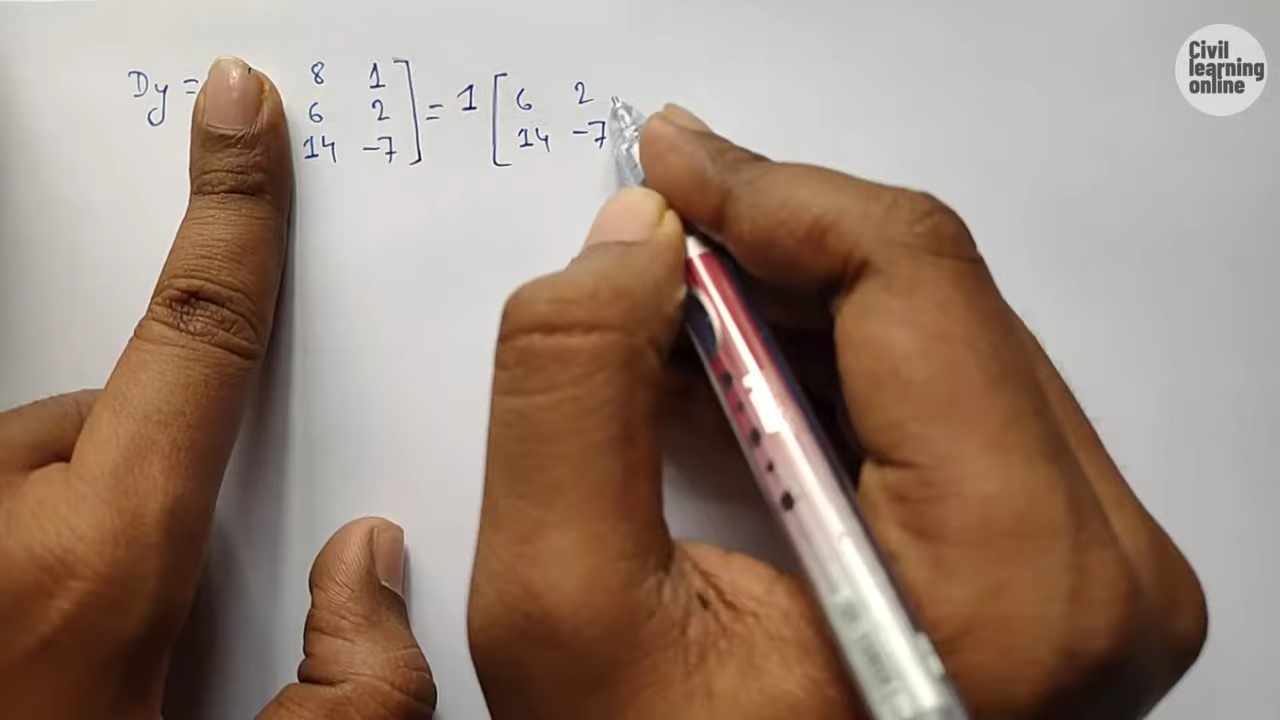 Dy = 8 1
6 2
14 -7 ] = 1 [ 6 2
14 -7
Civil
learning
online